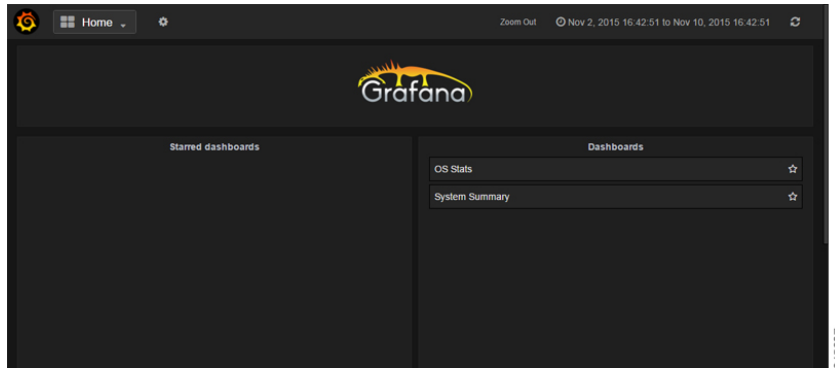 Home
Zoom Out
Nov 2, 2015 16:42:51 to Nov 10, 2015 16:42:51
Grafana
Starred dashboards
Dashboards
OS Stats
System Summary